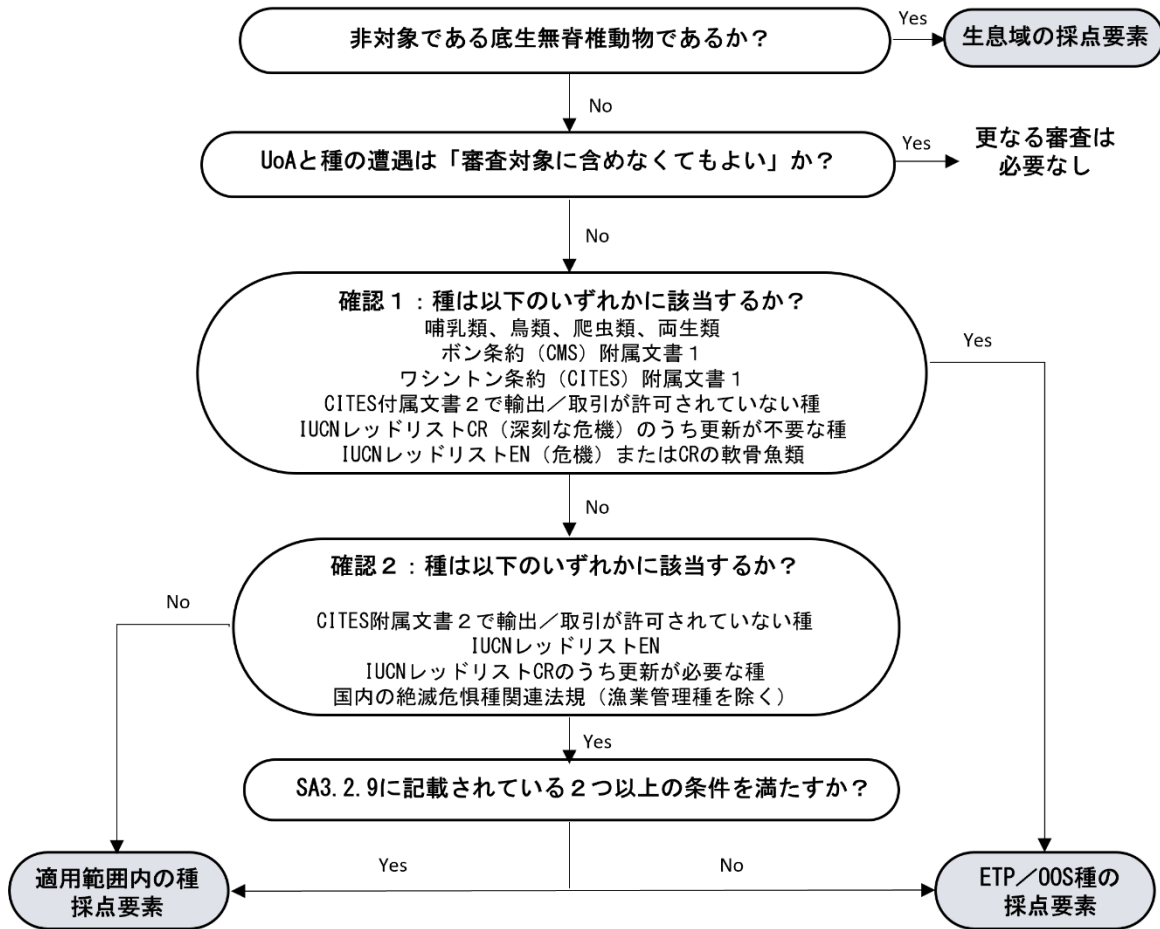 非対象である底生無脊椎動物であるか？
Yes
生息域の採点要素
No
UoAと種の遭遇は「審査対象に含めなくてもよい」か？
Yes
更なる審査は
必要なし
No
確認１：種は以下のいずれかに該当するか？
哺乳類、鳥類、爬虫類、両生類
ボン条約（CMS）附属文書１
ワシントン条約（CITES）附属文書１
CITES付属文書２で輸出／取引が許可されていない種
IUCNレッドリストCR（深刻な危機）のうち更新が不要な種
IUCNレッドリストEN（危機）またはCRの軟骨魚類
Yes
No
確認２：種は以下のいずれかに該当するか？
CITES附属文書２で輸出／取引が許可されていない種
IUCNレッドリストEN
IUCNレッドリストCRのうち更新が必要な種
国内の絶滅危惧種関連法規（漁業管理種を除く）
No
Yes
SA3.2.9に記載されている２つ以上の条件を満たすか？
Yes
No
適用範囲内の種
採点要素
ETP／OOS種の
採点要素